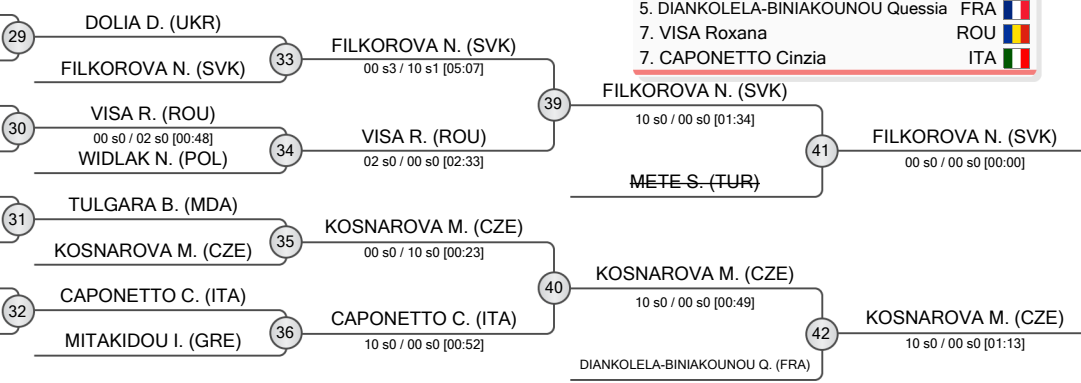 5. DIANKOLELA-BINIAKOUNOU Quessia FRA
7. VISA Roxana ROU
7. CAPONETTO Cinzia ITA
29
DOLIA D. (UKR)
FILKOROVA N. (SVK)
33
FILKOROVA N. (SVK)
00 s3 / 10 s1 [05:07]
30
VISA R. (ROU)
00 s0 / 02 s0 [00:48]
WIDLAK N. (POL)
34
VISA R. (ROU)
02 s0 / 00 s0 [02:33]
39
FILKOROVA N. (SVK)
10 s0 / 00 s0 [01:34]
METE S. (TUR)
41
FILKOROVA N. (SVK)
00 s0 / 00 s0 [00:00]
31
TULGARA B. (MDA)
KOSNAROVA M. (CZE)
35
KOSNAROVA M. (CZE)
00 s0 / 10 s0 [00:23]
32
CAPONETTO C. (ITA)
MITAKIDOU I. (GRE)
36
CAPONETTO C. (ITA)
10 s0 / 00 s0 [00:52]
40
KOSNAROVA M. (CZE)
10 s0 / 00 s0 [00:49]
DIANKOLELA-BINIAKOUNOU Q. (FRA)
42
KOSNAROVA M. (CZE)
10 s0 / 00 s0 [01:13]